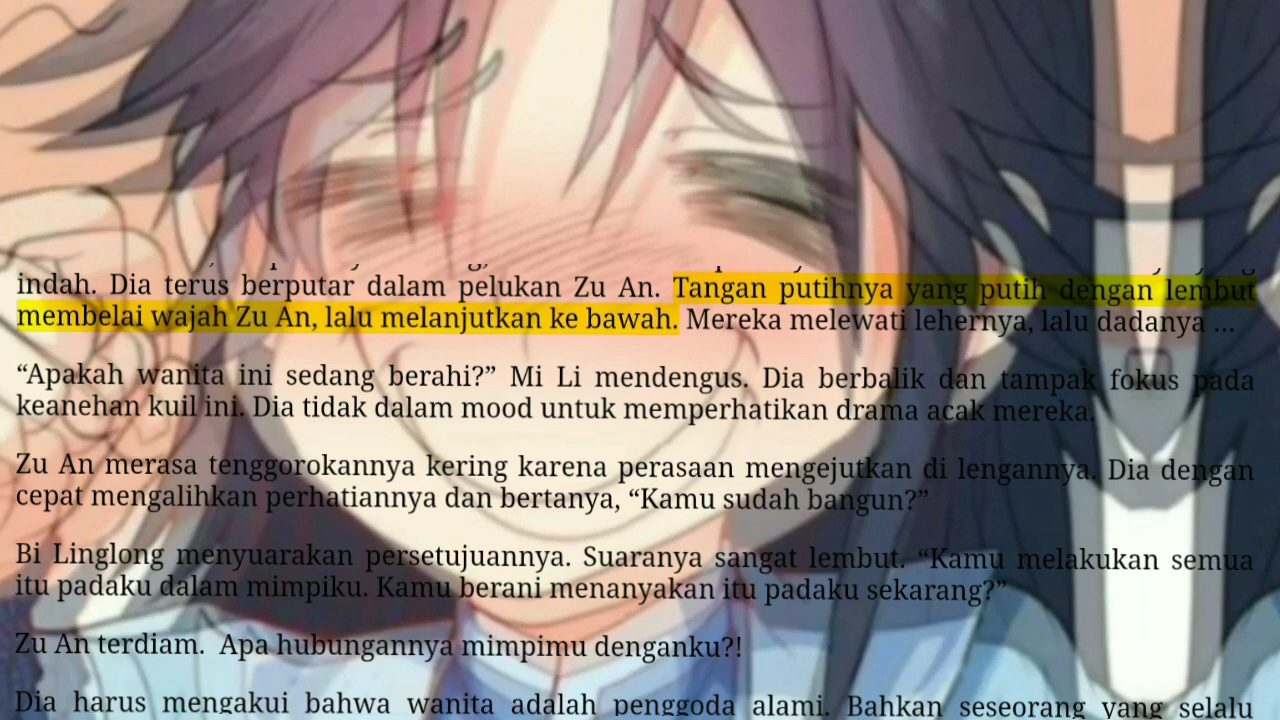 indah. Dia terus berputar dalam pelukan Zu An. Tangan putihnya yang putih dengan lembut
membelai wajah Zu An, lalu melanjutkan ke bawah. Mereka melewati lehernya, lalu dadanya ...
“Apakah wanita ini sedang berahi?” Mi Li mendengus. Dia berbalik dan tampak fokus pada
keanehan kuil ini. Dia tidak dalam mood untuk memperhatikan drama acak mereka.
Zu An merasa tenggorokannya kering karena perasaan mengejutkan di lengannya. Dia dengan
cepat mengalihkan perhatiannya dan bertanya, “Kamu sudah bangun?”
Bi Linglong menyuarakan persetujuannya. Suaranya sangat lembut. “Kamu melakukan semua
itu padaku dalam mimpiku. Kamu berani menanyakan itu padaku sekarang?”
Zu An terdiam. Apa hubungannya mimpimu denganku?!
Dia harus mengakui bahwa wanita adalah penggoda alami. Bahkan seseorang yang selalu